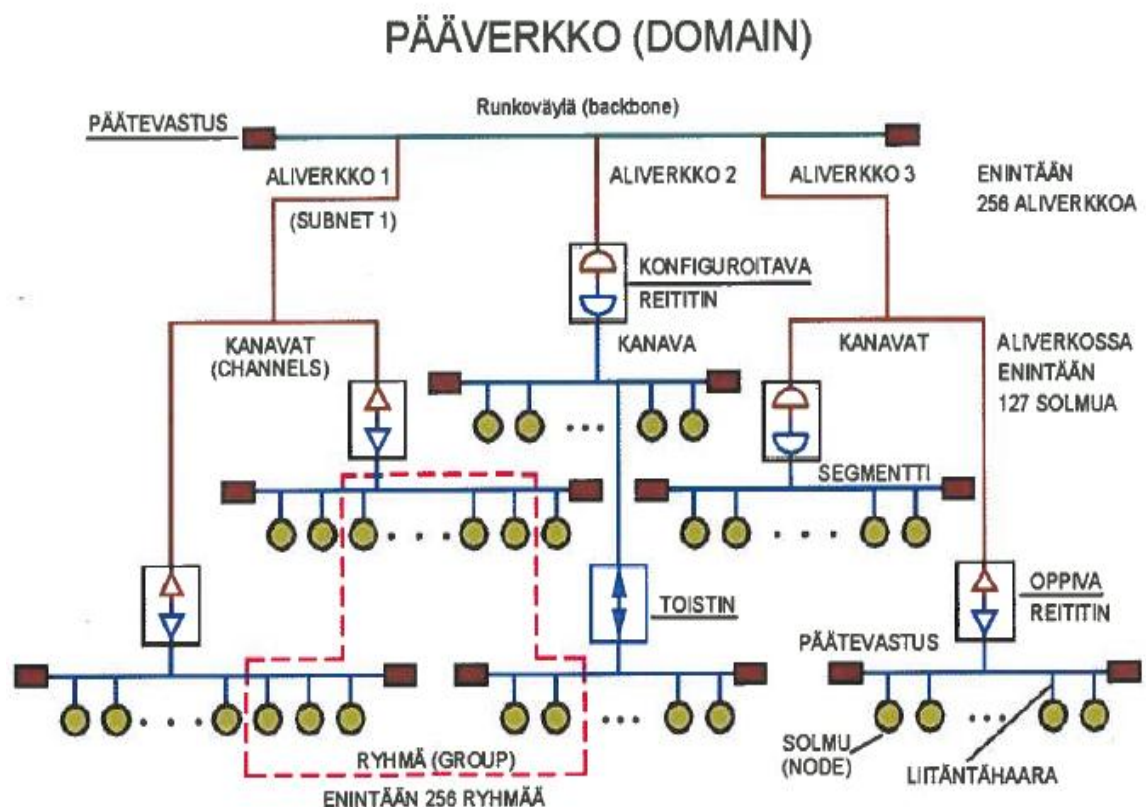 PÄÄVERKKO (DOMAIN)
Runkoväylä (backbone)
PÄÄTEVASTUS
ALIVERKKO 1
ALIVERKKO 2
ALIVERKKO 3
ENINTÄÄN
256 ALIVERKKOA
(SUBNET 1)
KONFIGUROITAVA
REITITIN
KANAVAT
(CHANNELS)
KANAVA
KANAVAT
ALIVERKOSSA
ENINTÄÄN
127 SOLMUA
SEGMENTTI
TOISTIN
OPPIVA
REITITIN
PÄÄTEVASTUS
SOLMU
(NODE)
LIITÄNTÄHAARA
RYHMÄ (GROUP)
ENINTÄÄN 256 RYHMÄÄ